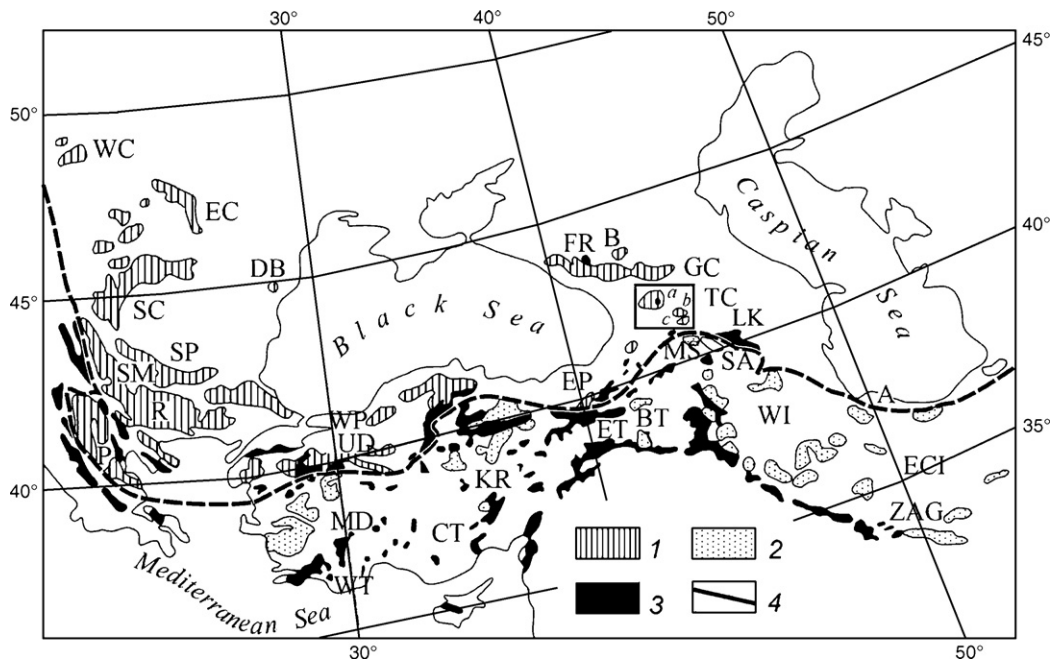 30° 40° 50°
45°
50°
WC
EC
Caspian Sea
40°
DB
FR B
GC
45°
SC
Black Sea
a b TC
c b LK
SP
MS SA
SM
EP
A
R
WP
BT WI
35°
P
UD
ET
ECI
40°
KR
ZAG
MD
CT
1 2
Mediterranean Sea
WT
3 4
30° 50°